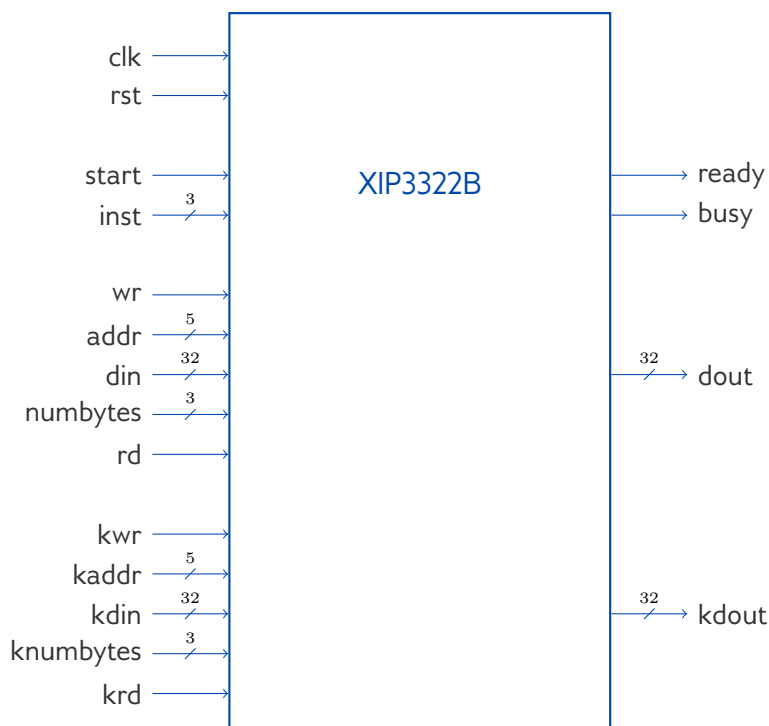 clk
rst
start
XIP3322B
ready
inst
3
busy
wr
addr
5
din
32
32
dout
numbytes
3
rd
kwr
kaddr
5
kdin
32
32
kdout
knumbytes
3
krd